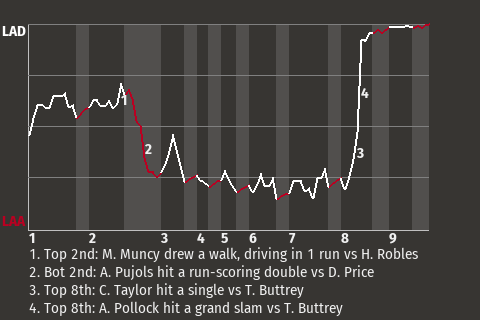 LAD
1
2
4
3
LAA
1 2 3 4 5 6 7 8 9
1. Top 2nd: M. Muncy drew a walk, driving in 1 run vs H. Robles
2. Bot 2nd: A. Pujols hit a run-scoring double vs D. Price
3. Top 8th: C. Taylor hit a single vs T. Buttrey
4. Top 8th: A. Pollock hit a grand slam vs T. Buttrey